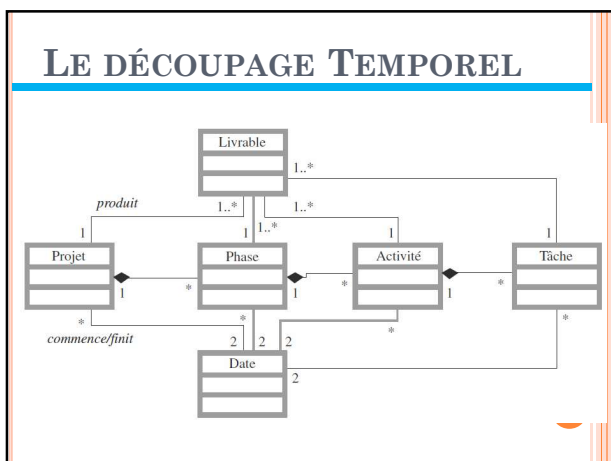 LE DÉCOUPAGE TEMPOREL
Livrable
1..*
produit
1..*
1..*
1..*
1
1
1
1
Projet
Phase
Activité
Tâche
1
*
1
*
1
*
*
*
*
*
commence/finit
2
2
2
2
Date